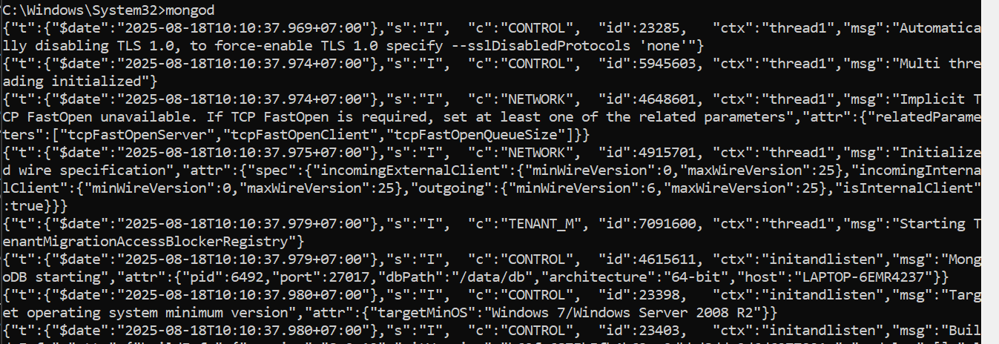 C:\Windows\System32>mongod
{"t":{"$date":"2025-08-18T10:10:37.969+07:00"},"s":"I",  "c":"CONTROL",  "id":23285,   "ctx":"thread1","msg":"Automatica
lly disabling TLS 1.0, to force-enable TLS 1.0 specify --sslDisabledProtocols 'none'"}
{"t":{"$date":"2025-08-18T10:10:37.974+07:00"},"s":"I",  "c":"CONTROL",  "id":5945603, "ctx":"thread1","msg":"Multi thre
ading initialized"}
{"t":{"$date":"2025-08-18T10:10:37.974+07:00"},"s":"I",  "c":"NETWORK",  "id":4648601, "ctx":"thread1","msg":"Implicit T
CP FastOpen unavailable. If TCP FastOpen is required, set at least one of the related parameters","attr":{"relatedParame
ters":["tcpFastOpenServer","tcpFastOpenClient","tcpFastOpenQueueSize"]}}
{"t":{"$date":"2025-08-18T10:10:37.975+07:00"},"s":"I",  "c":"NETWORK",  "id":4915701, "ctx":"thread1","msg":"Initialize
d wire specification","attr":{"spec":{"incomingExternalClient":{"minWireVersion":0,"maxWireVersion":25},"incomingInterna
lClient":{"minWireVersion":0,"maxWireVersion":25},"outgoing":{"minWireVersion":6,"maxWireVersion":25},"isInternalClient"
:true}}}
{"t":{"$date":"2025-08-18T10:10:37.979+07:00"},"s":"I",  "c":"TENANT_M", "id":7091600, "ctx":"thread1","msg":"Starting T
enantMigrationAccessBlockerRegistry"}
{"t":{"$date":"2025-08-18T10:10:37.979+07:00"},"s":"I",  "c":"CONTROL",  "id":4615611, "ctx":"initandlisten","msg":"Mong
oDB starting","attr":{"pid":6492,"port":27017,"dbPath":"/data/db","architecture":"64-bit","host":"LAPTOP-6EMR4237"}}
{"t":{"$date":"2025-08-18T10:10:37.980+07:00"},"s":"I",  "c":"CONTROL",  "id":23398,   "ctx":"initandlisten","msg":"Targ
et operating system minimum version","attr":{"targetMinOS":"Windows 7/Windows Server 2008 R2"}}
{"t":{"$date":"2025-08-18T10:10:37.980+07:00"},"s":"I",  "c":"CONTROL",  "id":23403,   "ctx":"initandlisten","msg":"Buil